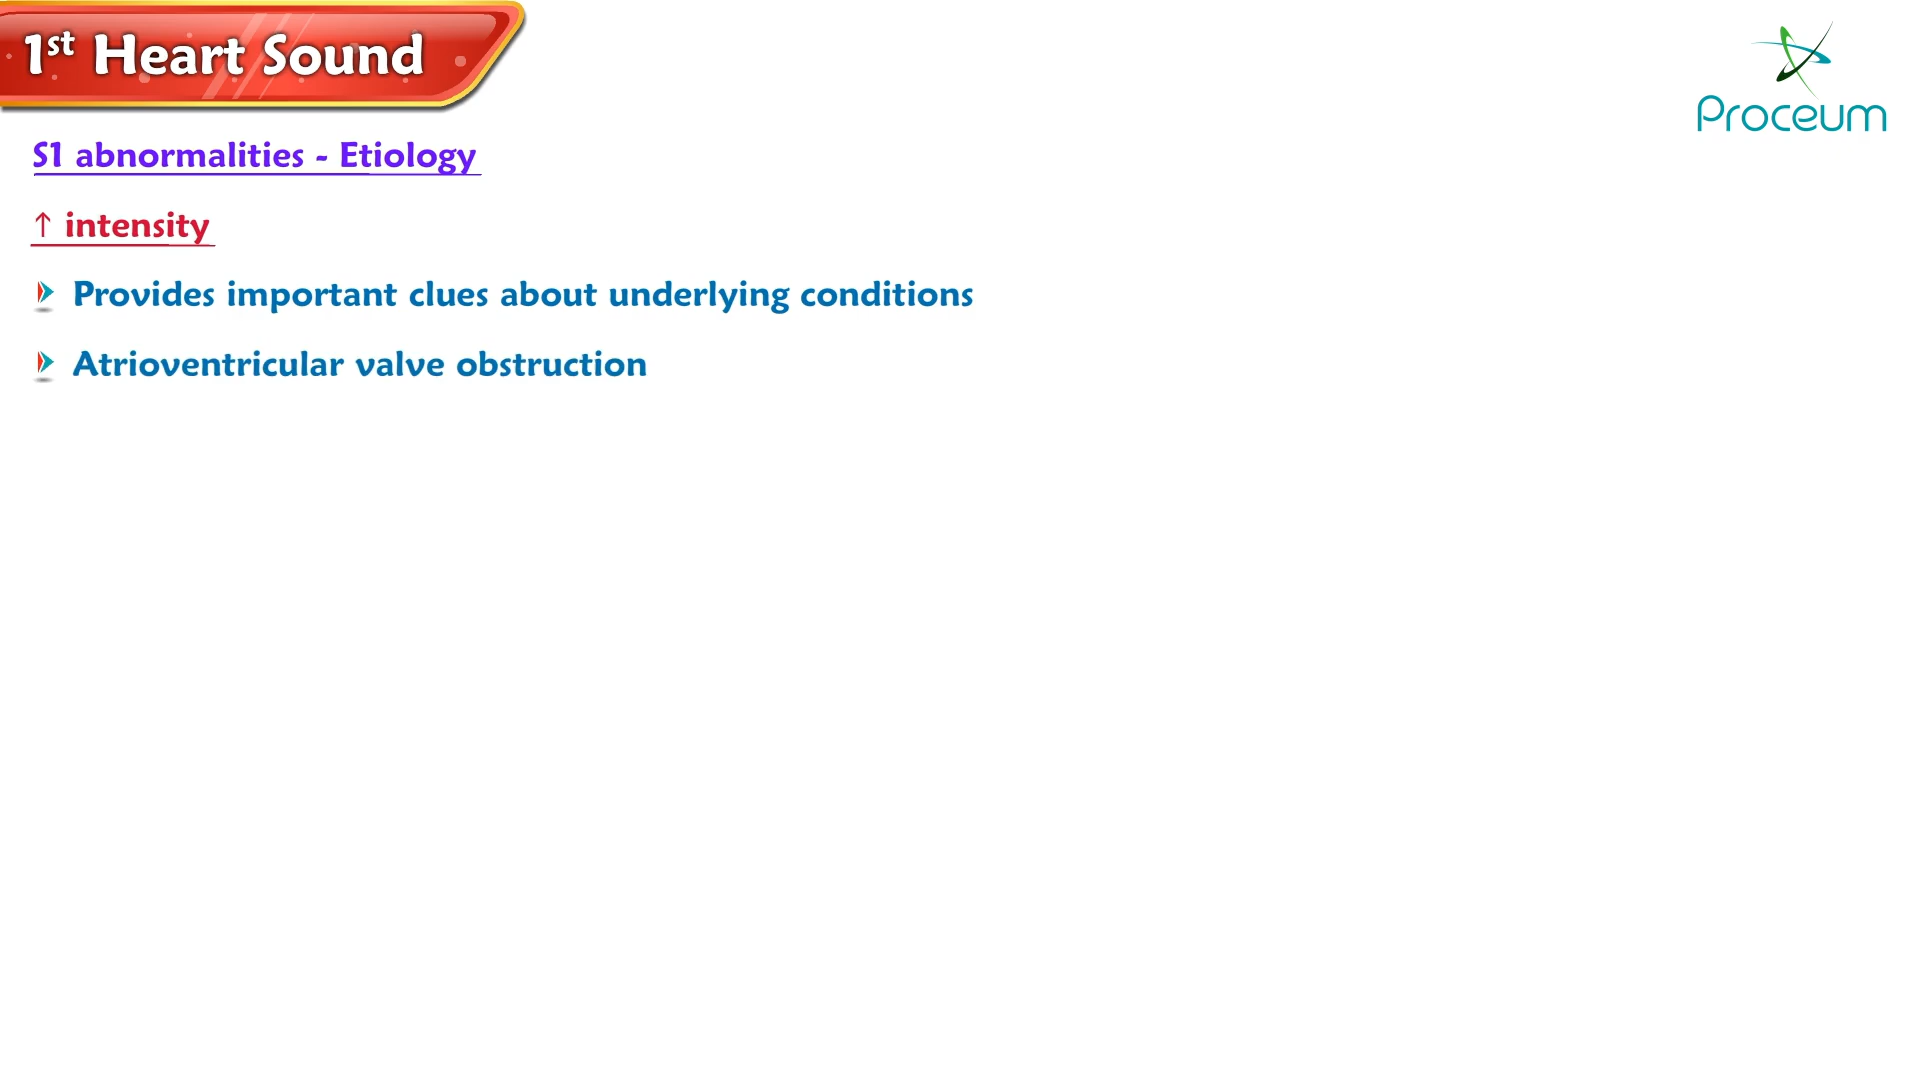 1st Heart Sound
Proceum
S1 abnormalities - Etiology
↑ intensity
Provides important clues about underlying conditions
Atrioventricular valve obstruction